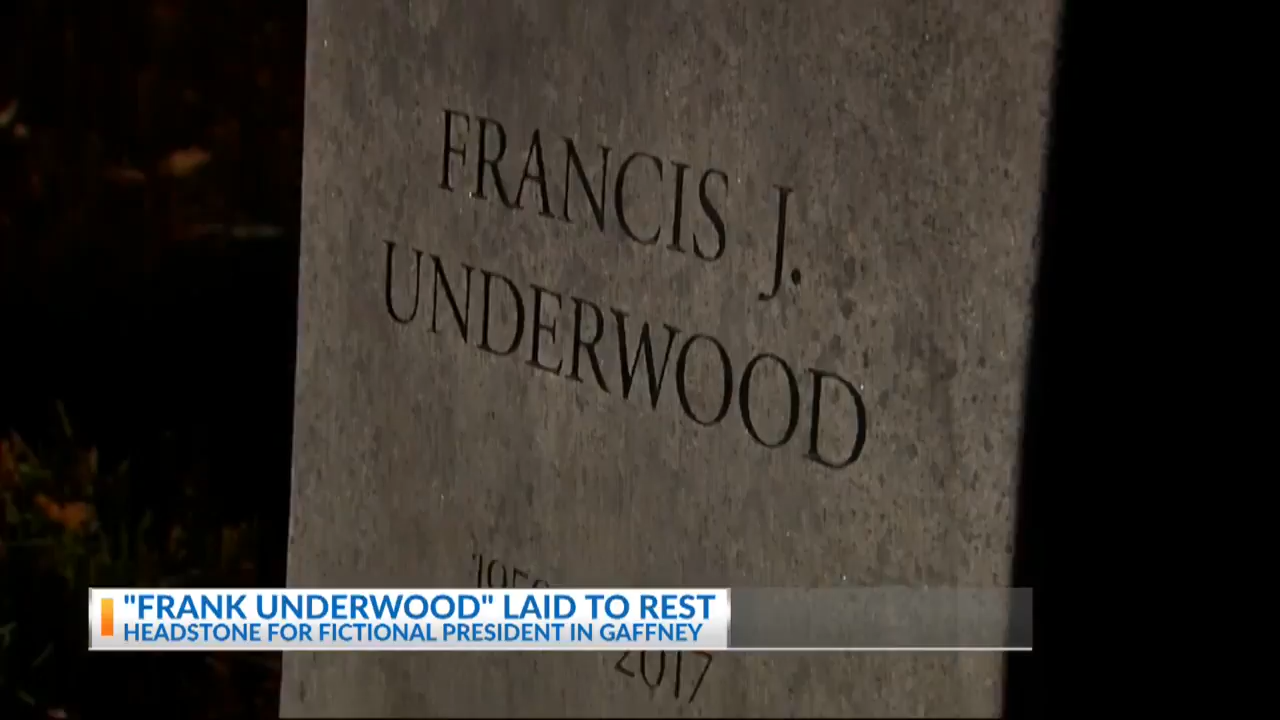 FRANCIS J.
UNDERWOOD
"FRANK UNDERWOOD" LAID TO REST
HEADSTONE FOR FICTIONAL PRESIDENT IN GAFFNEY
2017